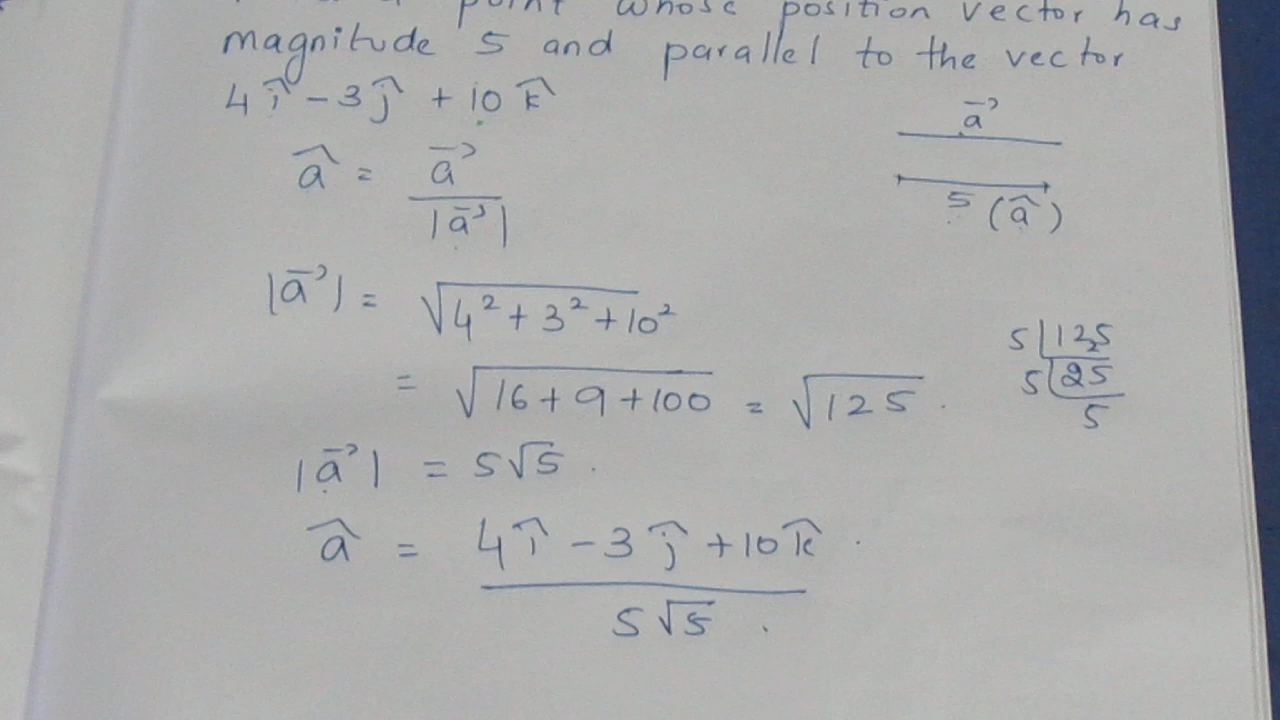 point whose position vector has
magnitude 5 and parallel to the vector
4î - 3ĵ + 10 k̂
a⃗
â = a⃗ / |a⃗|
5 (â)
|a⃗| = √4² + 3² + 10²
5 | 125
= √16 + 9 + 100 = √125 .
5 | 25
5
|a⃗| = 5√5 .
â = 4î - 3ĵ + 10k̂ .
5√5 .